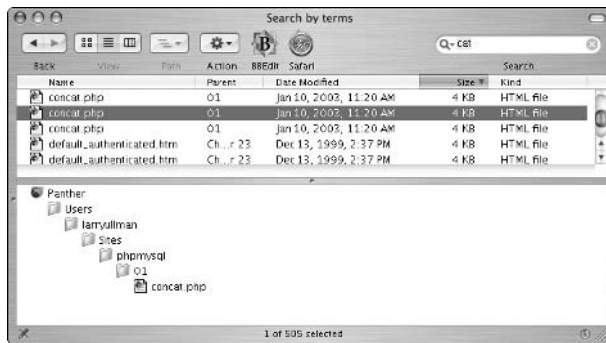 Search by terms
cat
Back View Path Action BBEdit Safari Search
Name Parent Date Modified Size Kind
concat.php 01 Jan 10, 2003, 11:20 AM 4 KB HTML file
concat.php 01 Jan 10, 2003, 11:20 AM 4 KB HTML file
concat.php 01 Jan 10, 2003, 11:20 AM 4 KB HTML file
default_authenticated.htm Ch...r 23 Dec 13, 1999, 2:37 PM 4 KB HTML file
default_authenticated.htm Ch...r 23 Dec 13, 1999, 2:37 PM 4 KB HTML file
Panther
Users
larryullman
Sites
phpmysql
01
concat.php
1 of 505 selected